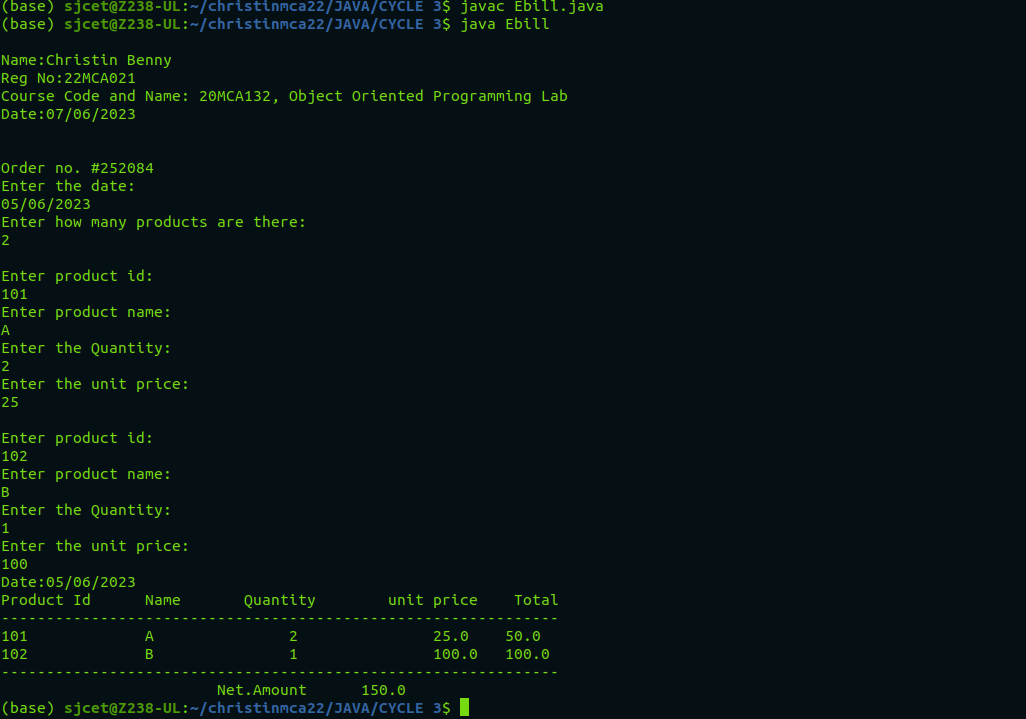 (base) sjcet@Z238-UL:~/christinmca22/JAVA/CYCLE 3$ javac Ebill.java
(base) sjcet@Z238-UL:~/christinmca22/JAVA/CYCLE 3$ java Ebill
Name:Christin Benny
Reg No:22MCA021
Course Code and Name: 20MCA132, Object Oriented Programming Lab
Date:07/06/2023
Order no. #252084
Enter the date:
05/06/2023
Enter how many products are there:
2
Enter product id:
101
Enter product name:
A
Enter the Quantity:
2
Enter the unit price:
25
Enter product id:
102
Enter product name:
B
Enter the Quantity:
1
Enter the unit price:
100
Date:05/06/2023
Product Id      Name       Quantity        unit price    Total
--------------------------------------------------------------
101             A               2               25.0    50.0
102             B               1               100.0   100.0
--------------------------------------------------------------
                        Net.Amount      150.0
(base) sjcet@Z238-UL:~/christinmca22/JAVA/CYCLE 3$